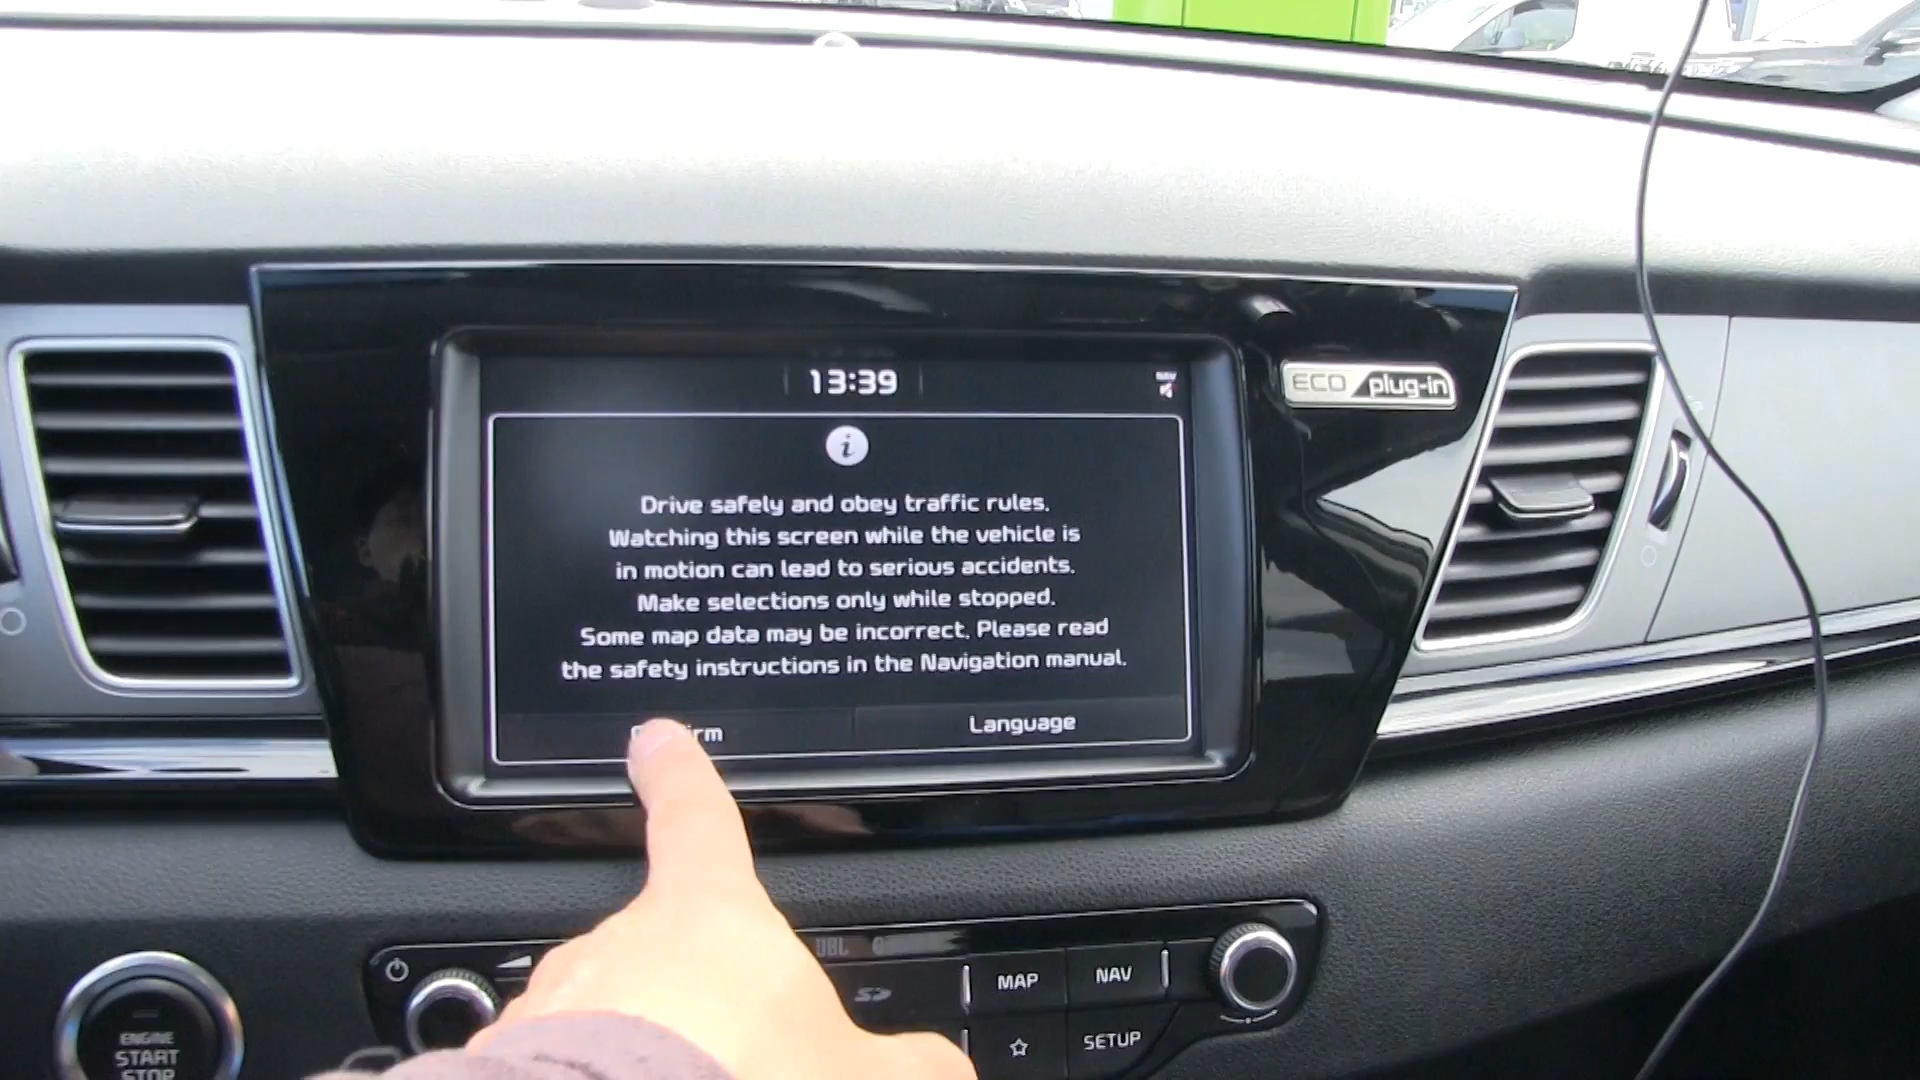 13:39
NAV
ECO plug-in
i
Drive safely and obey traffic rules.
Watching this screen while the vehicle is
in motion can lead to serious accidents.
Make selections only while stopped.
Some map data may be incorrect. Please read
the safety instructions in the Navigation manual.
Language
JBL
MAP
NAV
SETUP
ENGINE
START
STOP